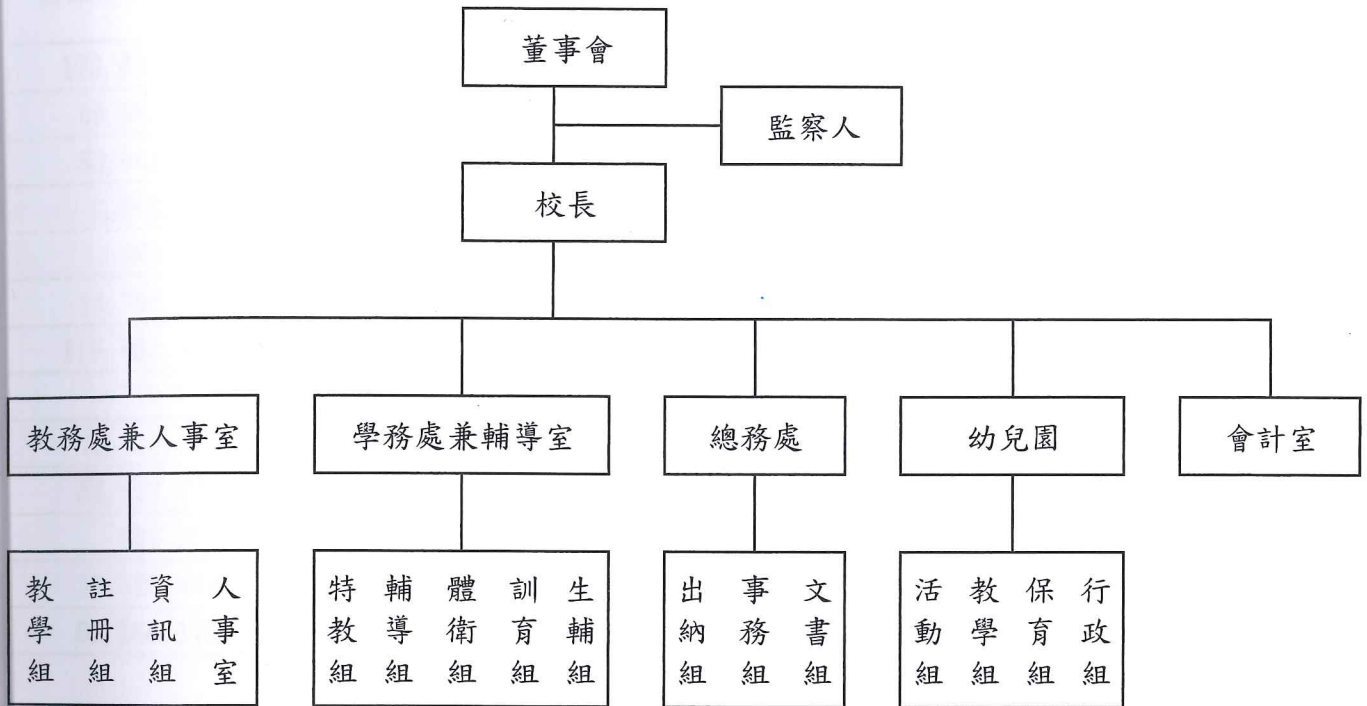 董事會
監察人
校長
教務處兼人事室
學務處兼輔導室
總務處
幼兒園
會計室
教學組
註冊組
資訊組
人事室
特教組
輔導組
體衛組
訓育組
生輔組
出納組
事務組
文書組
活動組
教學組
保育組
行政組